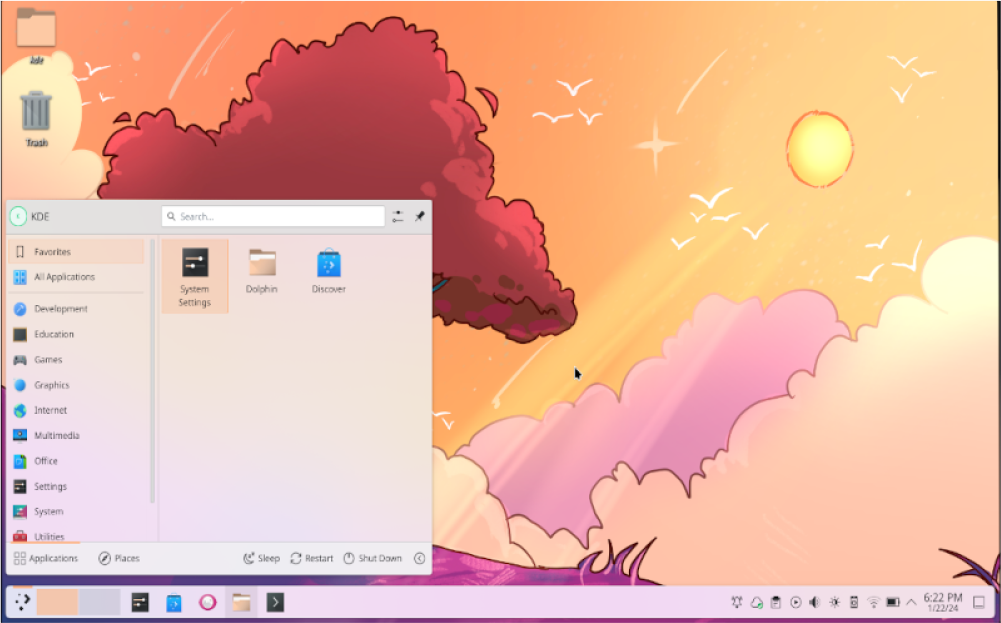 kde
Trash
KDE
Search...
Favorites
All Applications
Development
Education
Games
Graphics
Internet
Multimedia
Office
Settings
System
Utilities
System
Settings
Dolphin
Discover
Applications
Places
Sleep
Restart
Shut Down
6:22 PM
1/22/24